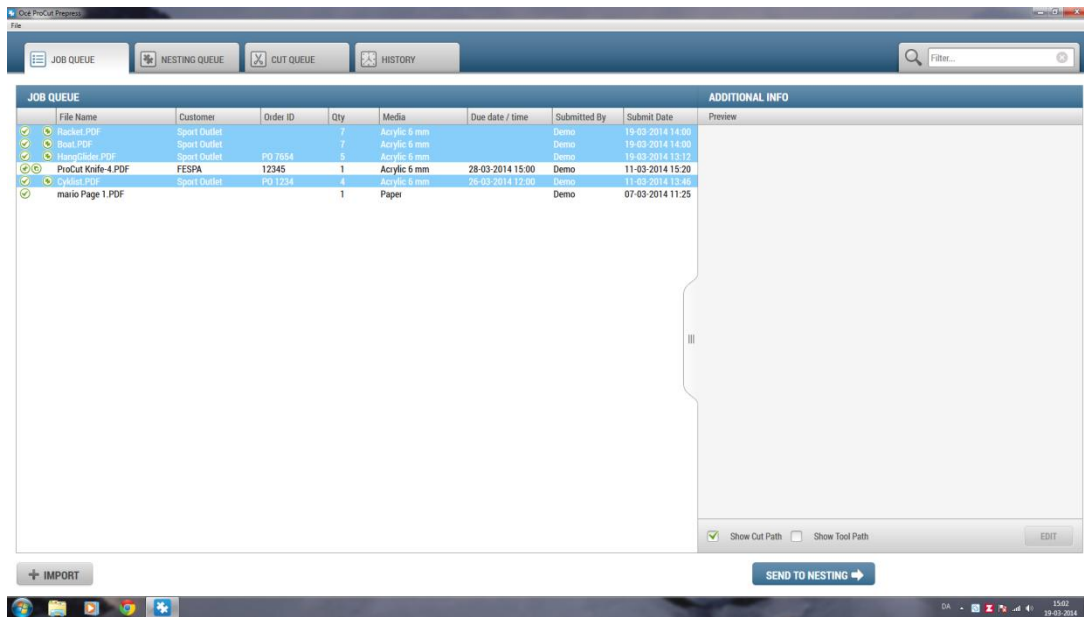 Océ ProCut Prepress
File
JOB QUEUE NESTING QUEUE CUT QUEUE HISTORY Filter...
JOB QUEUE ADDITIONAL INFO
File Name Customer Order ID Qty Media Due date / time Submitted By Submit Date Preview
Racket.PDF Sport Outlet 7 Acrylic 6 mm Demo 19-03-2014 14:00
Boat.PDF Sport Outlet 7 Acrylic 6 mm Demo 19-03-2014 14:00
HangGlider.PDF Sport Outlet PO 7654 5 Acrylic 6 mm Demo 19-03-2014 13:12
ProCut Knife-4.PDF FESPA 12345 1 Acrylic 6 mm 28-03-2014 15:00 Demo 11-03-2014 15:20
Cyklist.PDF Sport Outlet PO 1234 4 Acrylic 6 mm 26-03-2014 12:00 Demo 11-03-2014 13:46
mario Page 1.PDF 1 Paper Demo 07-03-2014 11:25
Show Cut Path Show Tool Path EDIT
IMPORT SEND TO NESTING
DA 15:02
19-03-2014